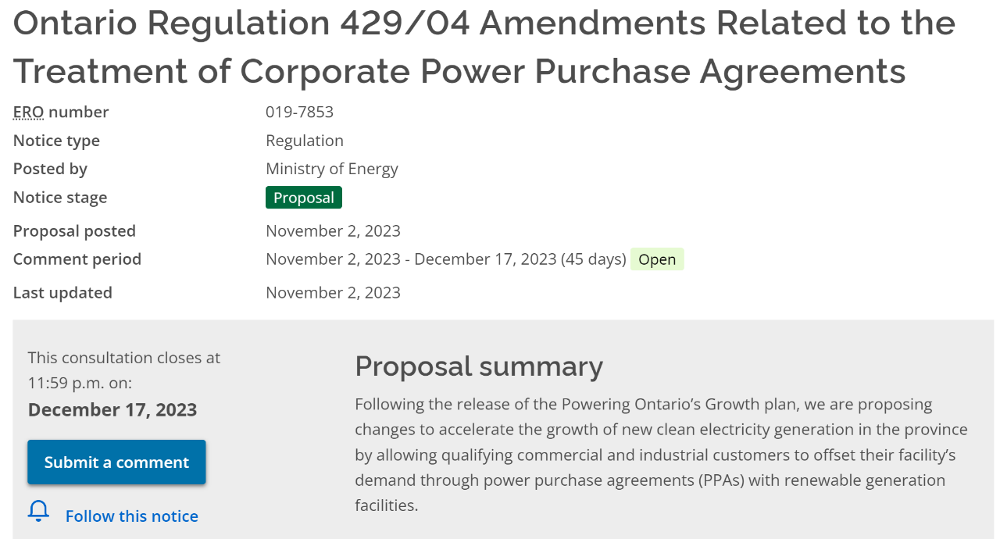 Ontario Regulation 429/04 Amendments Related to the
Treatment of Corporate Power Purchase Agreements
ERO number 019-7853
Notice type Regulation
Posted by Ministry of Energy
Notice stage Proposal
Proposal posted November 2, 2023
Comment period November 2, 2023 - December 17, 2023 (45 days) Open
Last updated November 2, 2023
This consultation closes at
11:59 p.m. on:
December 17, 2023
Submit a comment
Follow this notice
Proposal summary
Following the release of the Powering Ontario’s Growth plan, we are proposing
changes to accelerate the growth of new clean electricity generation in the province
by allowing qualifying commercial and industrial customers to offset their facility’s
demand through power purchase agreements (PPAs) with renewable generation
facilities.